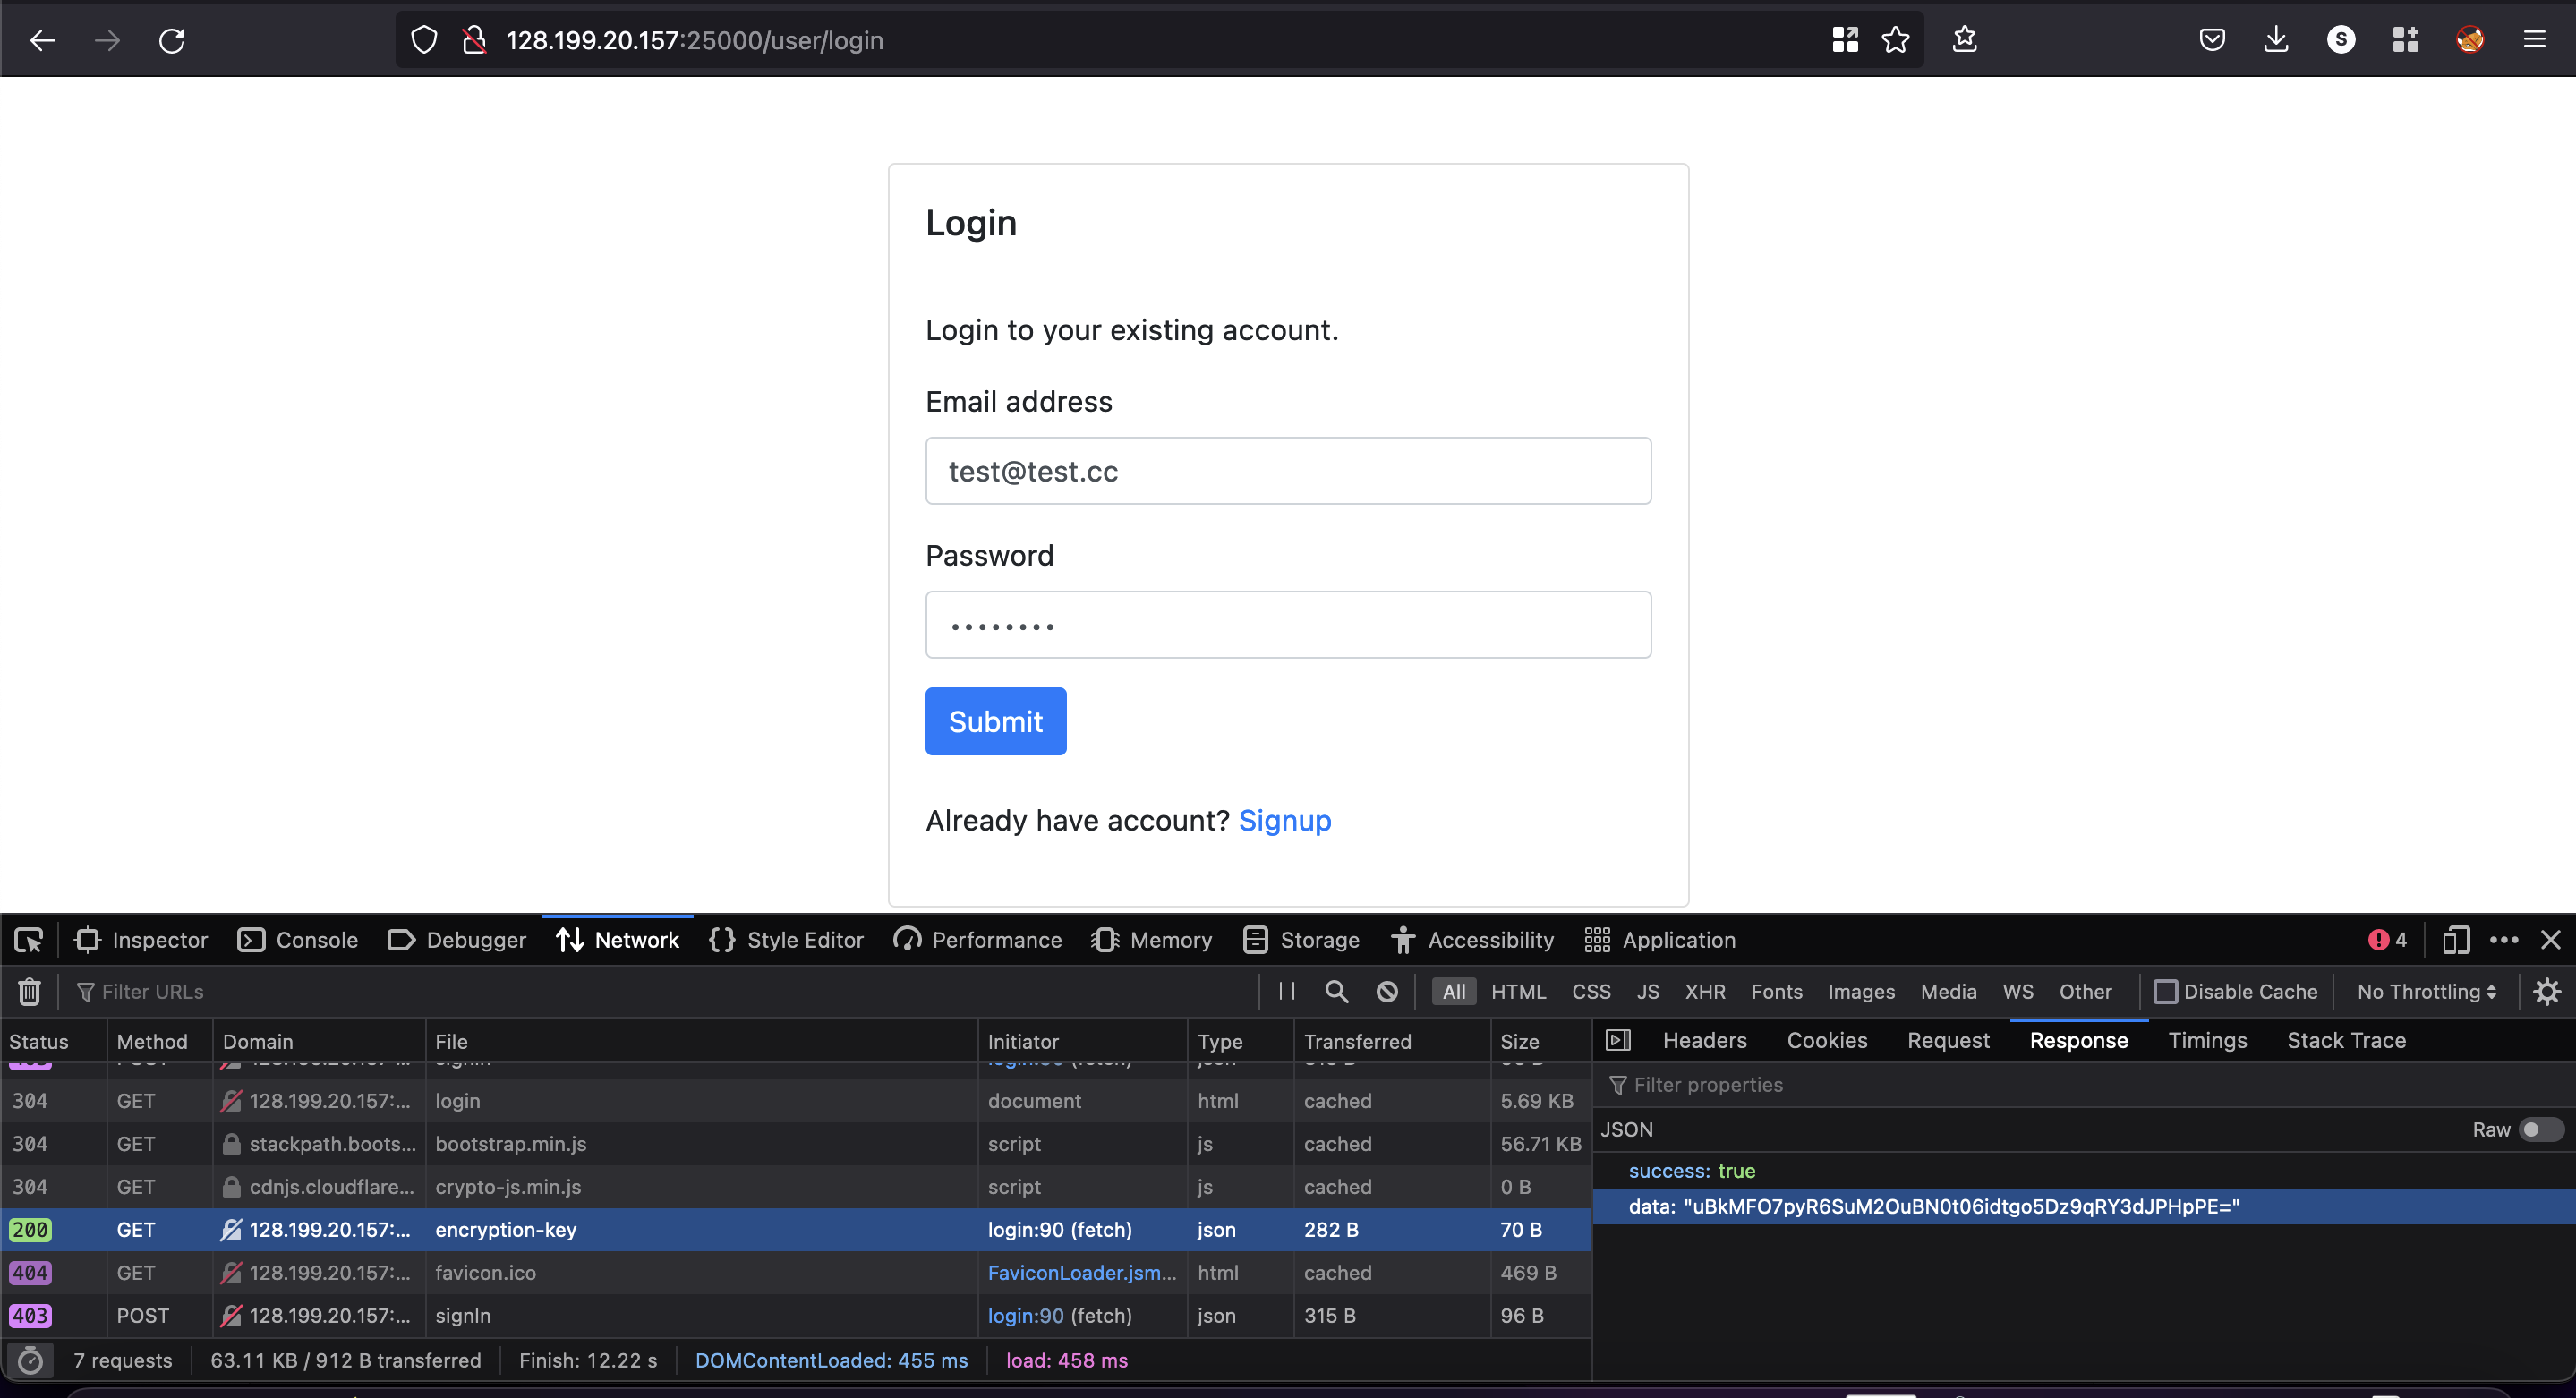 128.199.20.157:25000/user/login
S
Login
Login to your existing account.
Email address
test@test.cc
Password
••••••••
Submit
Already have account? Signup
Inspector Console Debugger Network Style Editor Performance Memory Storage Accessibility Application 4
Filter URLs All HTML CSS JS XHR Fonts Images Media WS Other Disable Cache No Throttling
Status Method Domain File Initiator Type Transferred Size
304 GET 128.199.20.157:... login document html cached 5.69 KB
304 GET stackpath.boots... bootstrap.min.js script js cached 56.71 KB
304 GET cdnjs.cloudflare... crypto-js.min.js script js cached 0 B
200 GET 128.199.20.157:... encryption-key login:90 (fetch) json 282 B 70 B
404 GET 128.199.20.157:... favicon.ico FaviconLoader.jsm... html cached 469 B
403 POST 128.199.20.157:... signIn login:90 (fetch) json 315 B 96 B
7 requests 63.11 KB / 912 B transferred Finish: 12.22 s DOMContentLoaded: 455 ms load: 458 ms
Headers Cookies Request Response Timings Stack Trace
Filter properties
JSON Raw
success: true
data: "uBkMFO7pyR6SuM2OuBN0t06idtgo5Dz9qRY3dJPHpPE="